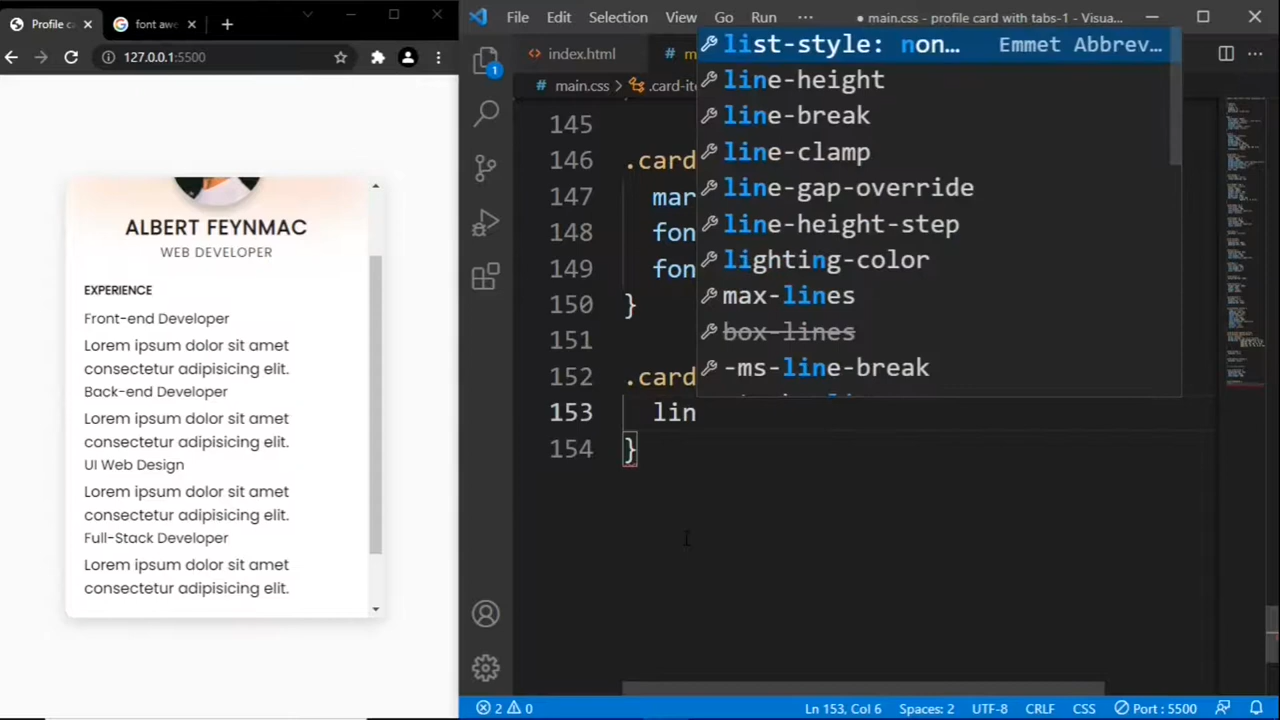 Profile c
font awe
127.0.0.1:5500
ALBERT FEYNMAC
WEB DEVELOPER
EXPERIENCE
Front-end Developer
Lorem ipsum dolor sit amet
consectetur adipisicing elit.
Back-end Developer
Lorem ipsum dolor sit amet
consectetur adipisicing elit.
UI Web Design
Lorem ipsum dolor sit amet
consectetur adipisicing elit.
Full-Stack Developer
Lorem ipsum dolor sit amet
consectetur adipisicing elit.
File Edit Selection View Go Run ··· ● main.css - profile card with tabs-1 - Visua...
index.html # m
# main.css > .card-it
1
145
146 .card
147 mar
148 fon
149 fon
150 }
151
152 .card
153 lin
154 }
list-style: non… Emmet Abbrev…
line-height
line-break
line-clamp
line-gap-override
line-height-step
lighting-color
max-lines
box-lines
-ms-line-break
2 0 Ln 153, Col 6 Spaces: 2 UTF-8 CRLF CSS Port : 5500